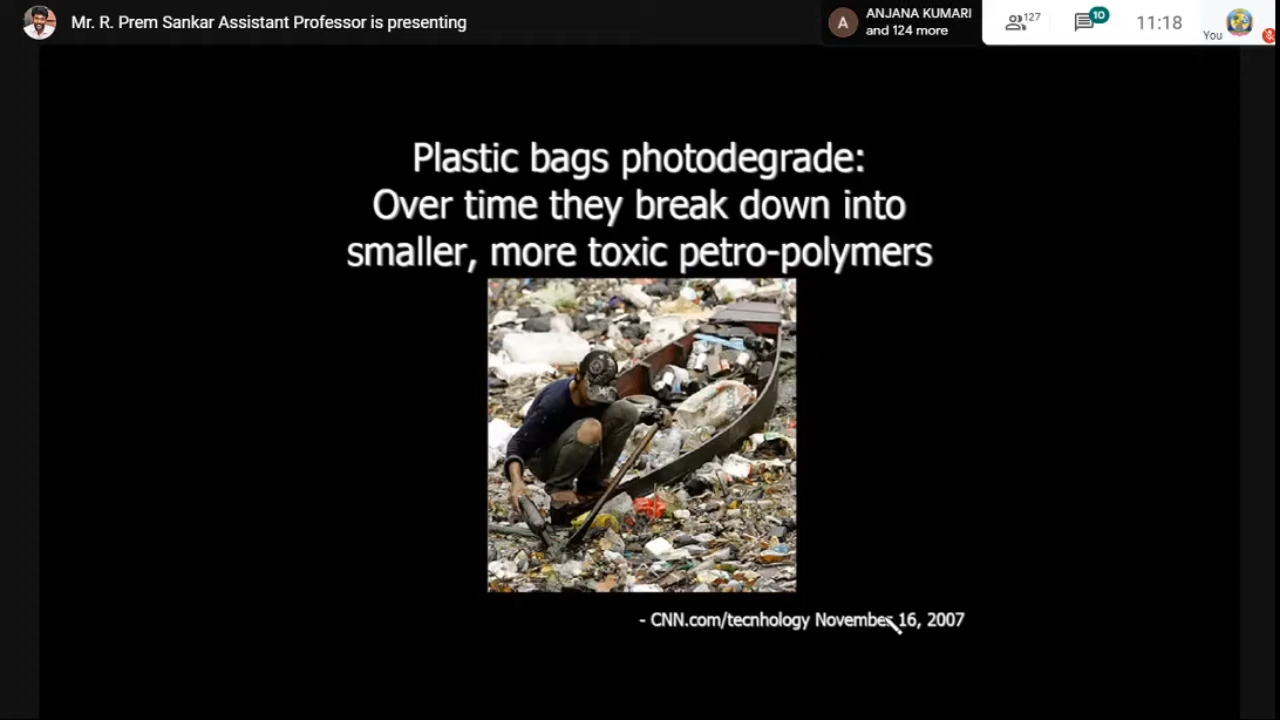 Mr. R. Prem Sankar Assistant Professor is presenting
A
ANJANA KUMARI
and 124 more
127
10
11:18
You
Plastic bags photodegrade:
Over time they break down into
smaller, more toxic petro-polymers
- CNN.com/tecnhology November 16, 2007